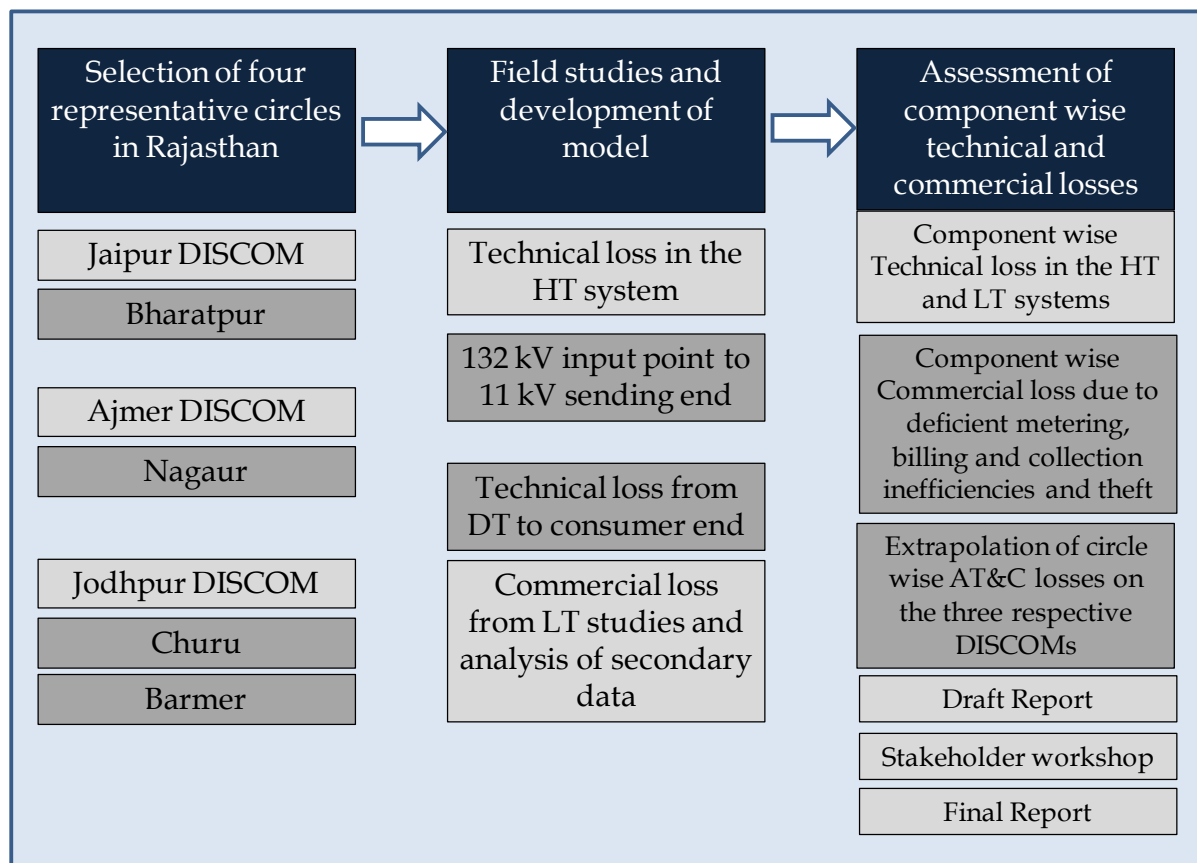 Selection of four
representative circles
in Rajasthan
Jaipur DISCOM
Bharatpur
Ajmer DISCOM
Nagaur
Jodhpur DISCOM
Churu
Barmer
Field studies and
development of
model
Technical loss in the
HT system
132 kV input point to
11 kV sending end
Technical loss from
DT to consumer end
Commercial loss
from LT studies and
analysis of secondary
data
Assessment of
component wise
technical and
commercial losses
Component wise
Technical loss in the HT
and LT systems
Component wise
Commercial loss due to
deficient metering,
billing and collection
inefficiencies and theft
Extrapolation of circle
wise AT&C losses on
the three respective
DISCOMs
Draft Report
Stakeholder workshop
Final Report